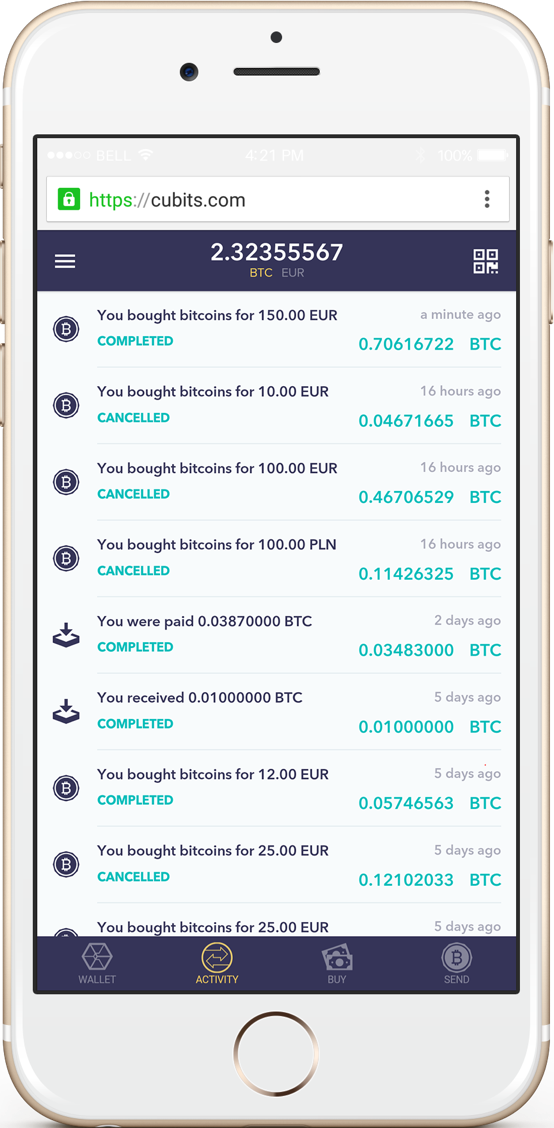 BELL 4:21 PM 100%
https://cubits.com
2.32355567
BTC EUR
You bought bitcoins for 150.00 EUR a minute ago
COMPLETED 0.70616722 BTC
You bought bitcoins for 10.00 EUR 16 hours ago
CANCELLED 0.04671665 BTC
You bought bitcoins for 100.00 EUR 16 hours ago
CANCELLED 0.46706529 BTC
You bought bitcoins for 100.00 PLN 16 hours ago
CANCELLED 0.11426325 BTC
You were paid 0.03870000 BTC 2 days ago
COMPLETED 0.03483000 BTC
You received 0.01000000 BTC 5 days ago
COMPLETED 0.01000000 BTC
You bought bitcoins for 12.00 EUR 5 days ago
COMPLETED 0.05746563 BTC
You bought bitcoins for 25.00 EUR 5 days ago
CANCELLED 0.12102033 BTC
You bought bitcoins for 25.00 EUR 5 days ago
WALLET ACTIVITY BUY SEND